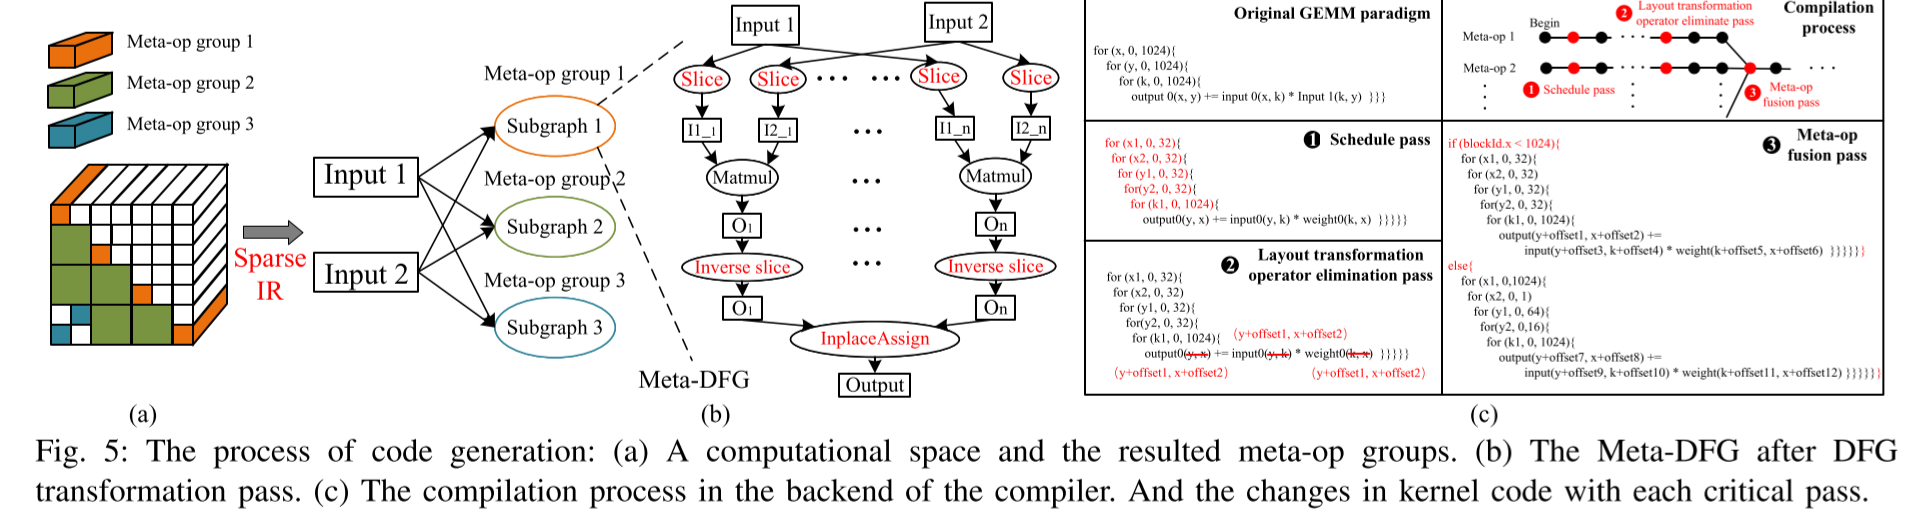 Meta-op group 1
Meta-op group 2
Meta-op group 3
Sparse
IR
(a)
Input 1
Input 2
Meta-op group 1
Subgraph 1
Meta-op group 2
Subgraph 2
Meta-op group 3
Subgraph 3
Meta-DFG
Input 1
Input 2
Slice
Slice
... ...
Slice
Slice
I1_1
I2_1
...
I1_n
I2_n
Matmul
...
Matmul
O1
...
On
Inverse slice
...
Inverse slice
O1
On
InplaceAssign
Output
(b)
Original GEMM paradigm
for (x, 0, 1024){
for (y, 0, 1024){
for (k, 0, 1024){
output 0(x, y) += input 0(x, k) * Input 1(k, y) }}}
❶ Schedule pass
for (x1, 0, 32){
for (x2, 0, 32){
for (y1, 0, 32){
for(y2, 0, 32){
for (k1, 0, 1024){
output0(y, x) += input0(y, k) * weight0(k, x) }}}}}
❷ Layout transformation
operator elimination pass
for (x1, 0, 32){
for (x2, 0, 32)
for (y1, 0, 32){
for(y2, 0, 32){
for (k1, 0, 1024){ (y+offset1, x+offset2)
output0(y, x) += input0(y, k) * weight0(k, x) }}}}}
(y+offset1, x+offset2) (y+offset1, x+offset2)
Compilation
process
❷ Layout transformation
operator eliminate pass
Begin
Meta-op 1
...
Meta-op 2
... ...
❶ Schedule pass
❸ Meta-op
fusion pass
❸ Meta-op
fusion pass
if (blockId.x < 1024){
for (x1, 0, 32){
for (x2, 0, 32)
for (y1, 0, 32){
for(y2, 0, 32){
for (k1, 0, 1024){
output(y+offset1, x+offset2) +=
input(y+offset3, k+offset4) * weight(k+offset5, x+offset6) }}}}}}
else{
for (x1, 0,1024){
for (x2, 0, 1)
for (y1, 0, 64){
for(y2, 0,16){
for (k1, 0, 1024){
output(y+offset7, x+offset8) +=
input(y+offset9, k+offset10) * weight(k+offset11, x+offset12) }}}}}}
(c)
Fig. 5: The process of code generation: (a) A computational space and the resulted meta-op groups. (b) The Meta-DFG after DFG
transformation pass. (c) The compilation process in the backend of the compiler. And the changes in kernel code with each critical pass.